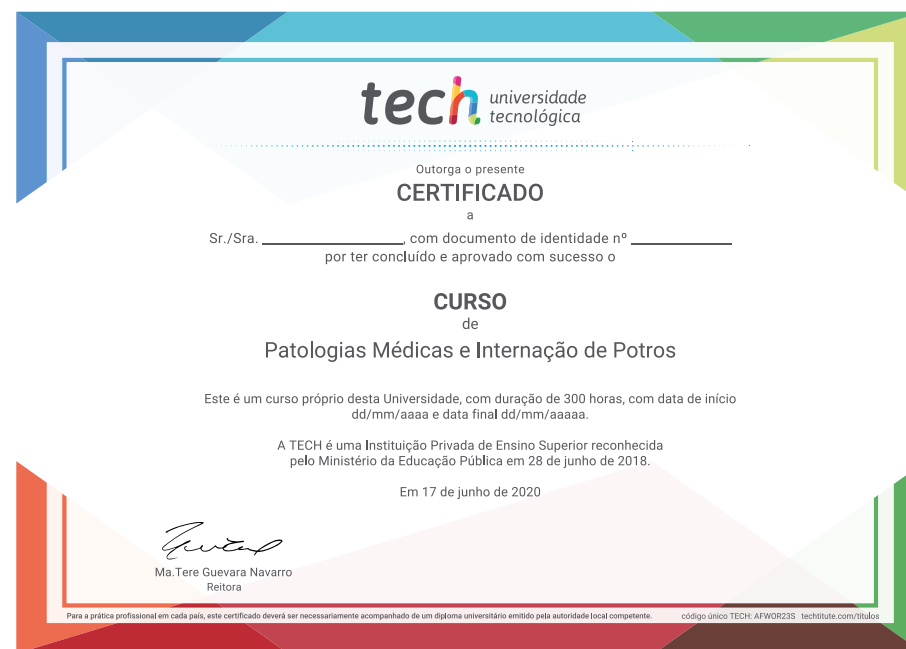 tech universidade
tecnológica
Outorga o presente
CERTIFICADO
a
Sr./Sra. ________________, com documento de identidade nº ____________
por ter concluído e aprovado com sucesso o
CURSO
de
Patologias Médicas e Internação de Potros
Este é um curso próprio desta Universidade, com duração de 300 horas, com data de início
dd/mm/aaaa e data final dd/mm/aaaaa.
A TECH é uma Instituição Privada de Ensino Superior reconhecida
pelo Ministério da Educação Pública em 28 de junho de 2018.
Em 17 de junho de 2020
Ma.Tere Guevara Navarro
Reitora
Para a prática profissional em cada país, este certificado deverá ser necessariamente acompanhado de um diploma universitário emitido pela autoridade local competente. código único TECH: AFWOR23S techtitute.com/titulos